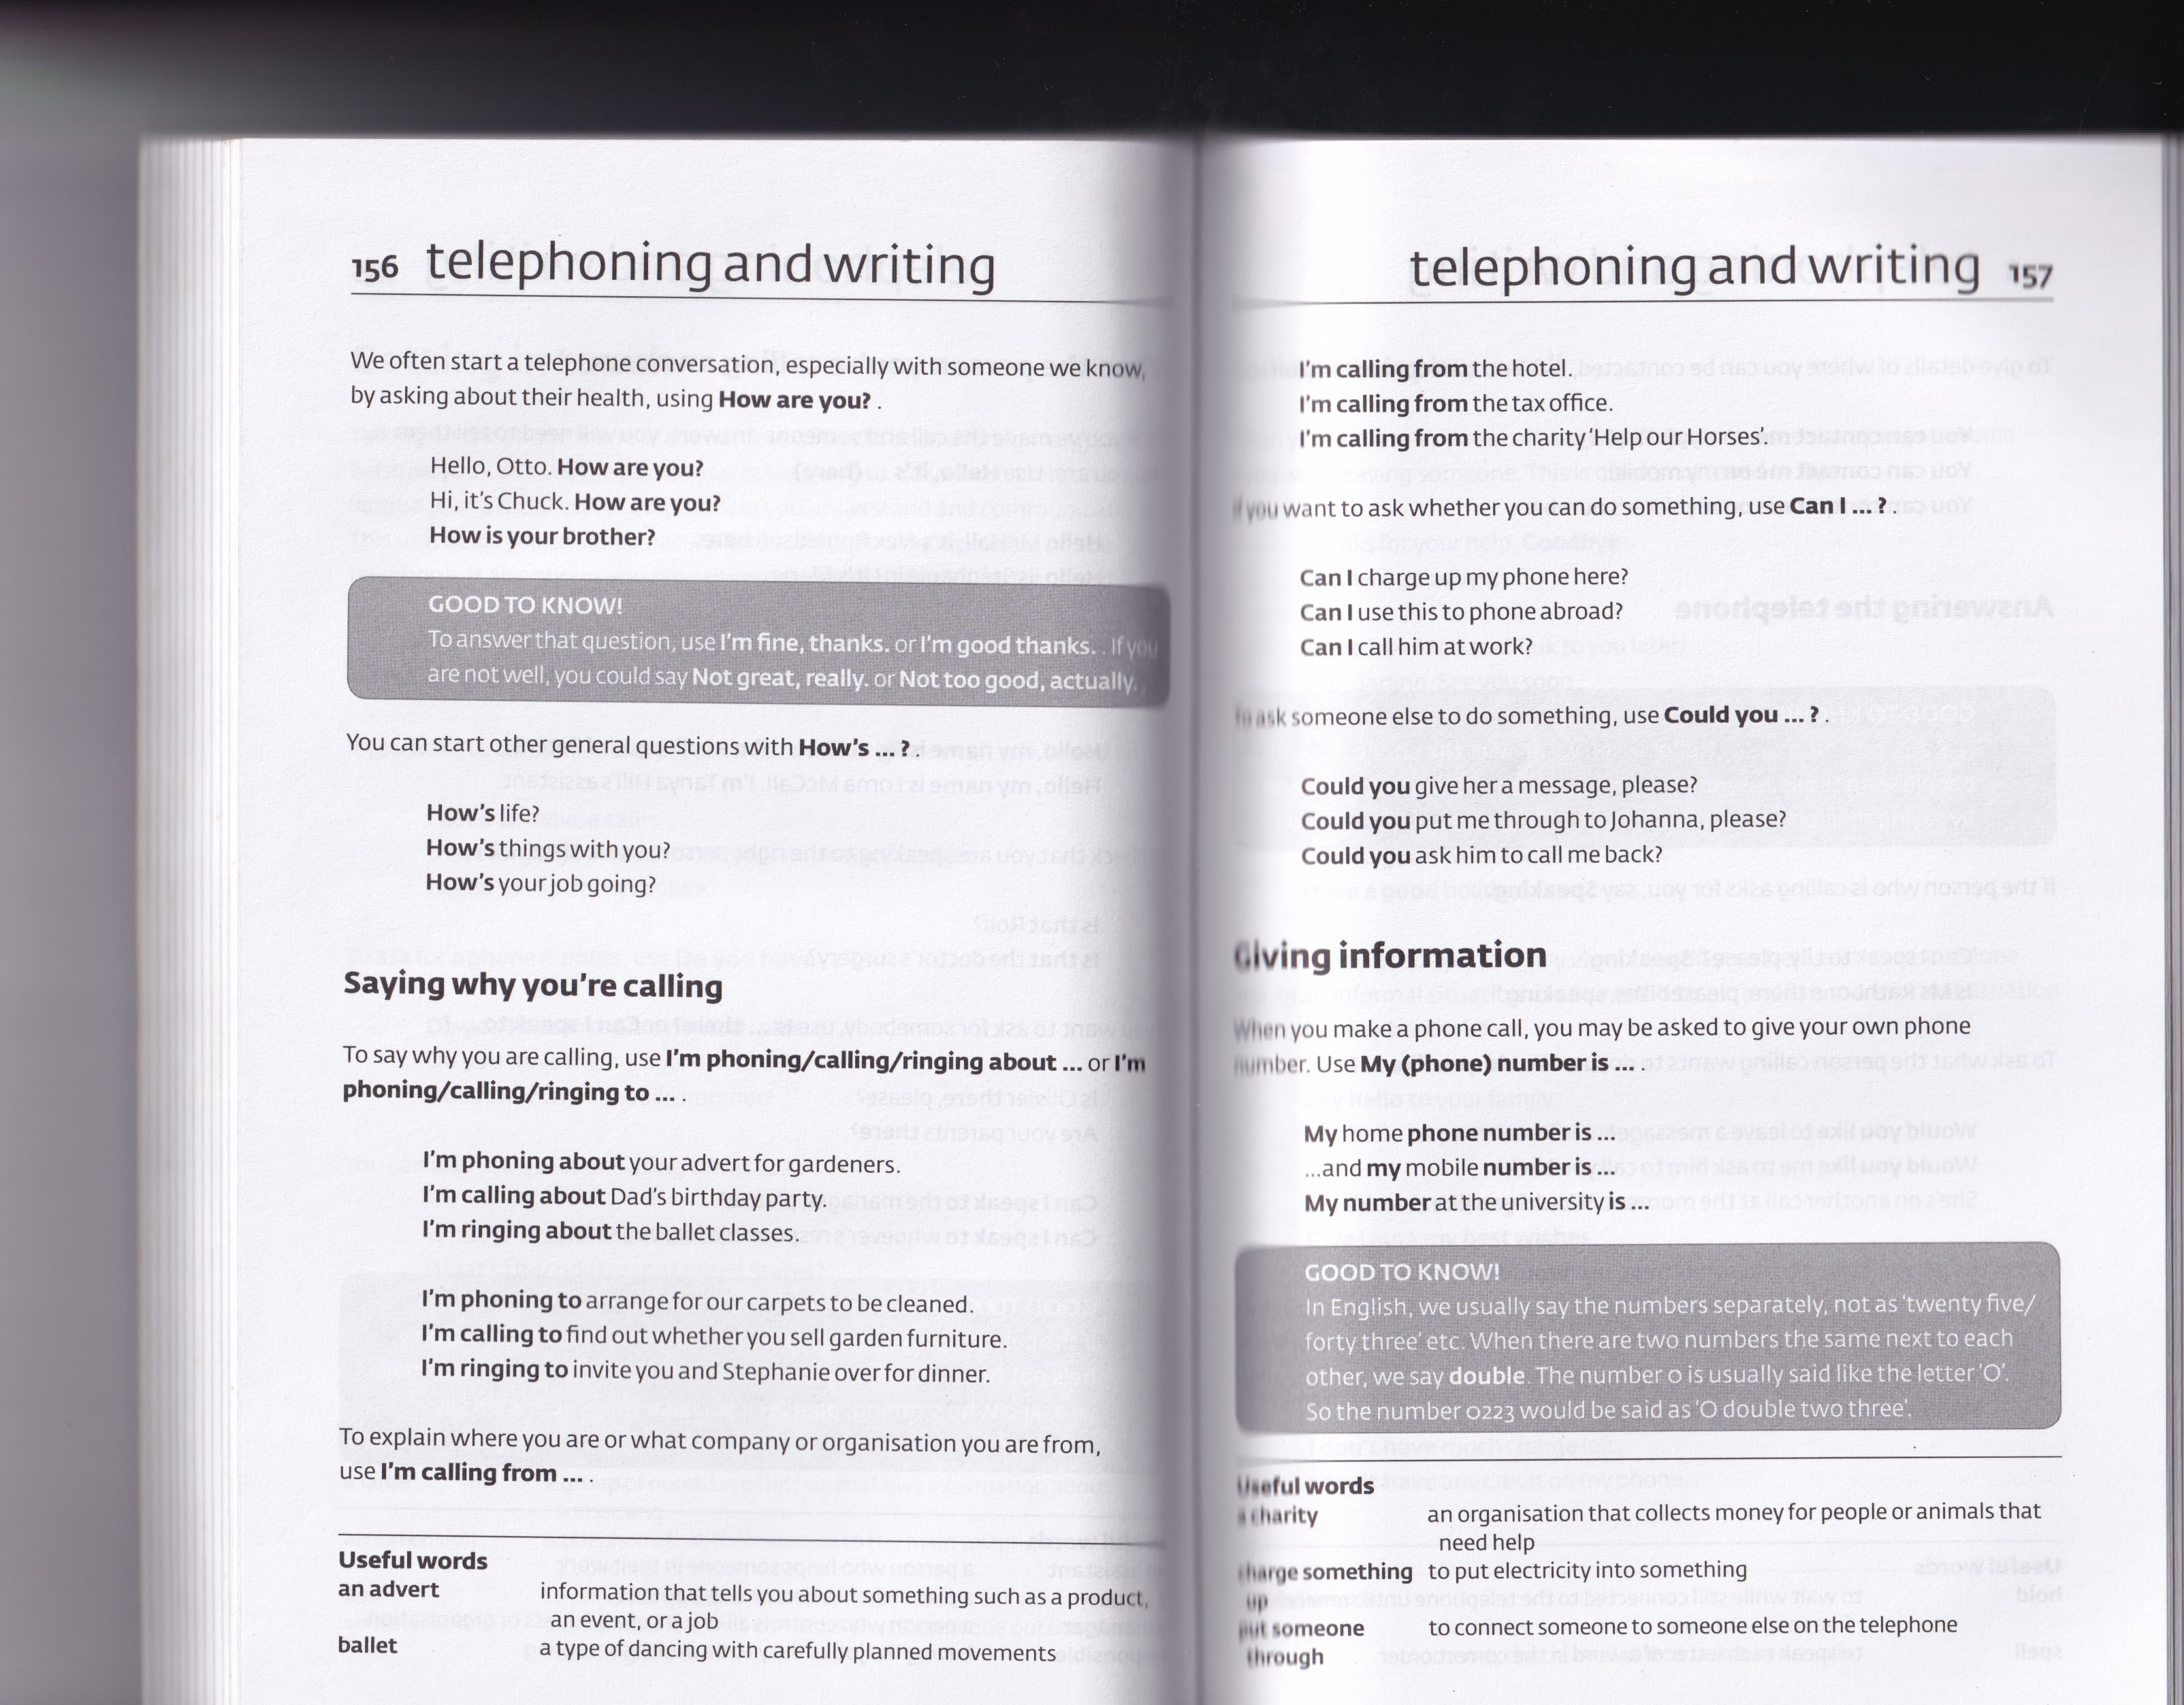 156 telephoning and writing
We often start a telephone conversation, especially with someone we know,
by asking about their health, using How are you? .
Hello, Otto. How are you?
Hi, it's Chuck. How are you?
How is your brother?
GOOD TO KNOW!
To answer that question, use I'm fine, thanks. or I'm good thanks. . If you
are not well, you could say Not great, really. or Not too good, actually.
You can start other general questions with How's ... ? .
How's life?
How's things with you?
How's your job going?
Saying why you're calling
To say why you are calling, use I'm phoning/calling/ringing about ... or I'm
phoning/calling/ringing to ... .
I'm phoning about your advert for gardeners.
I'm calling about Dad's birthday party.
I'm ringing about the ballet classes.
I'm phoning to arrange for our carpets to be cleaned.
I'm calling to find out whether you sell garden furniture.
I'm ringing to invite you and Stephanie over for dinner.
To explain where you are or what company or organisation you are from,
use I'm calling from ... .
Useful words
an advert information that tells you about something such as a product,
an event, or a job
ballet a type of dancing with carefully planned movements
telephoning and writing 157
I'm calling from the hotel.
I'm calling from the tax office.
I'm calling from the charity 'Help our Horses'.
If you want to ask whether you can do something, use Can I ... ? .
Can I charge up my phone here?
Can I use this to phone abroad?
Can I call him at work?
To ask someone else to do something, use Could you ... ? .
Could you give her a message, please?
Could you put me through to Johanna, please?
Could you ask him to call me back?
Giving information
When you make a phone call, you may be asked to give your own phone
number. Use My (phone) number is ... .
My home phone number is ...
...and my mobile number is ...
My number at the university is ...
GOOD TO KNOW!
In English, we usually say the numbers separately, not as 'twenty five/
forty three' etc. When there are two numbers the same next to each
other, we say double. The number 0 is usually said like the letter 'O'.
So the number 0223 would be said as 'O double two three'.
Useful words
a charity an organisation that collects money for people or animals that
need help
charge something to put electricity into something
up
put someone to connect someone to someone else on the telephone
through